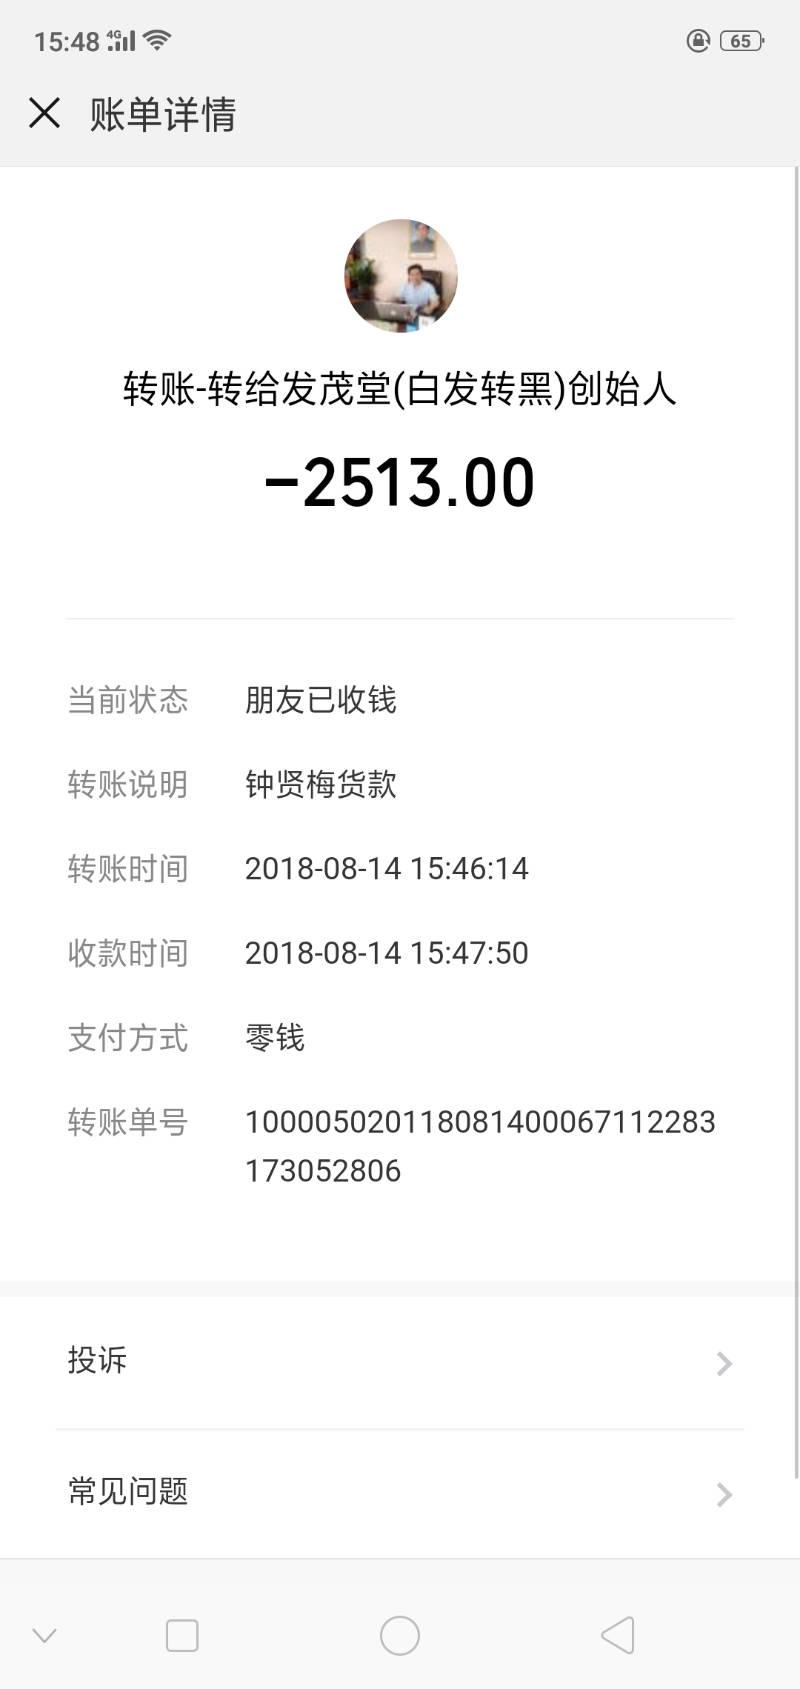 15:48 4G 65
账单详情
转账-转给发茂堂(白发转黑)创始人
-2513.00
当前状态 朋友已收钱
转账说明 钟贤梅货款
转账时间 2018-08-14 15:46:14
收款时间 2018-08-14 15:47:50
支付方式 零钱
转账单号 100005020118081400067112283
173052806
投诉
常见问题